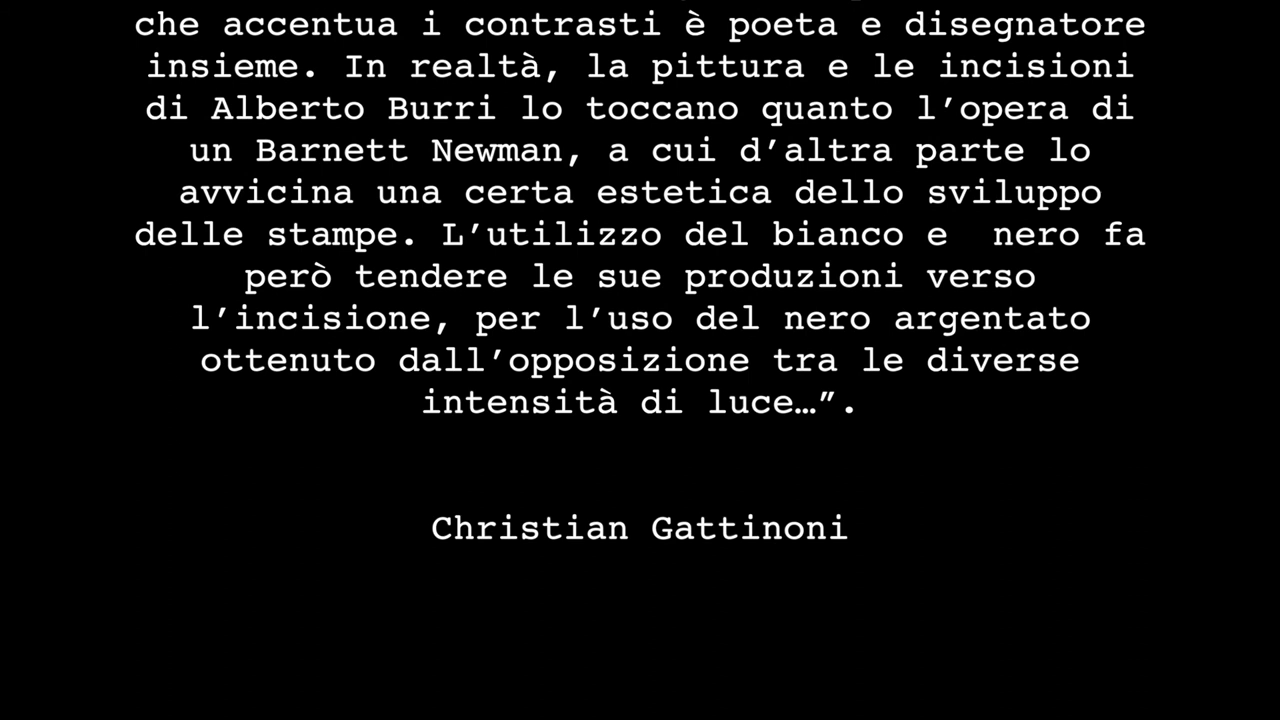 che accentua i contrasti è poeta e disegnatore
insieme. In realtà, la pittura e le incisioni
di Alberto Burri lo toccano quanto l’opera di
un Barnett Newman, a cui d’altra parte lo
avvicina una certa estetica dello sviluppo
delle stampe. L’utilizzo del bianco e  nero fa
però tendere le sue produzioni verso
l’incisione, per l’uso del nero argentato
ottenuto dall’opposizione tra le diverse
intensità di luce…”.
Christian Gattinoni